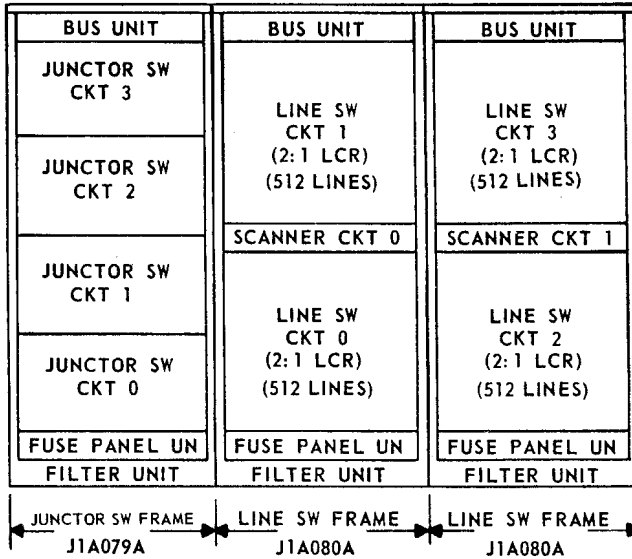 BUS UNIT
JUNCTOR SW
CKT 3
JUNCTOR SW
CKT 2
JUNCTOR SW
CKT 1
JUNCTOR SW
CKT 0
FUSE PANEL UN
FILTER UNIT
JUNCTOR SW FRAME
J1A079A
BUS UNIT
LINE SW
CKT 1
(2:1 LCR)
(512 LINES)
SCANNER CKT 0
LINE SW
CKT 0
(2:1 LCR)
(512 LINES)
FUSE PANEL UN
FILTER UNIT
LINE SW FRAME
J1A080A
BUS UNIT
LINE SW
CKT 3
(2:1 LCR)
(512 LINES)
SCANNER CKT 1
LINE SW
CKT 2
(2:1 LCR)
(512 LINES)
FUSE PANEL UN
FILTER UNIT
LINE SW FRAME
J1A080A